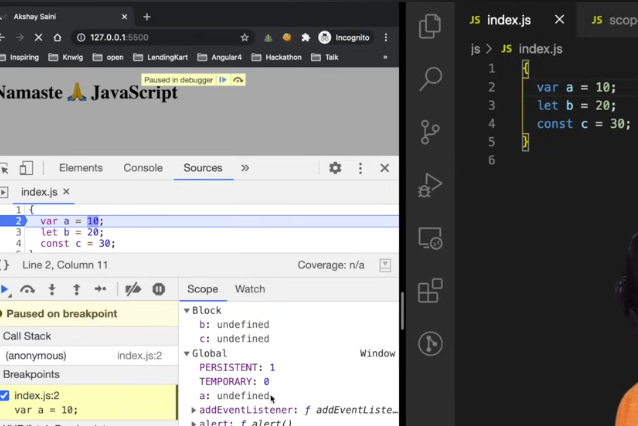 Akshay Saini
127.0.0.1:5500
Incognito
Inspiring
Knwig
open
LendingKart
Angular4
Hackathon
Talk
»
Paused in debugger
Namaste 🙏 JavaScript
Elements
Console
Sources
»
index.js
1 {
2 var a = 10;
3 let b = 20;
4 const c = 30;
{} Line 2, Column 11
Coverage: n/a
Scope
Watch
Paused on breakpoint
Call Stack
(anonymous) index.js:2
Breakpoints
index.js:2
var a = 10;
Block
b: undefined
c: undefined
Global Window
PERSISTENT: 1
TEMPORARY: 0
a: undefined
addEventListener: ƒ addEventListe…
alert: ƒ alert()
JS index.js
JS scop
js > JS index.js
1 {
2 var a = 10;
3 let b = 20;
4 const c = 30;
5 }
6